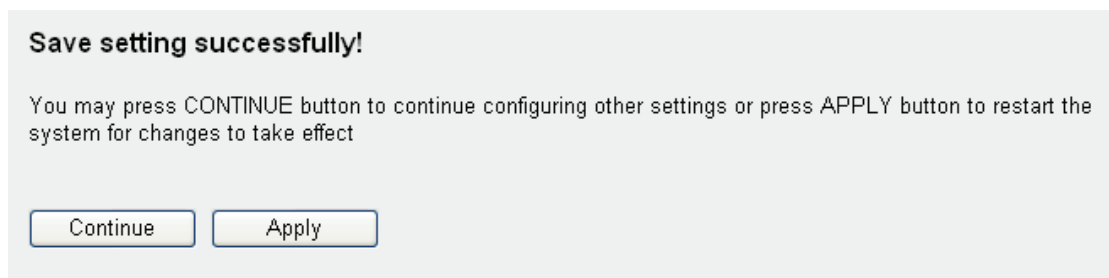 Save setting successfully!
You may press CONTINUE button to continue configuring other settings or press APPLY button to restart the
system for changes to take effect
Continue
Apply